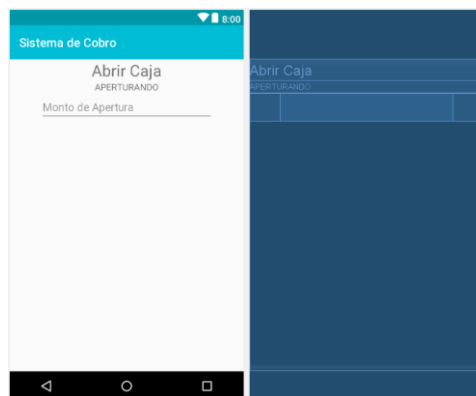 8:00
Sistema de Cobro
Abrir Caja
APERTURANDO
Monto de Apertura
Abrir Caja
APERTURANDO